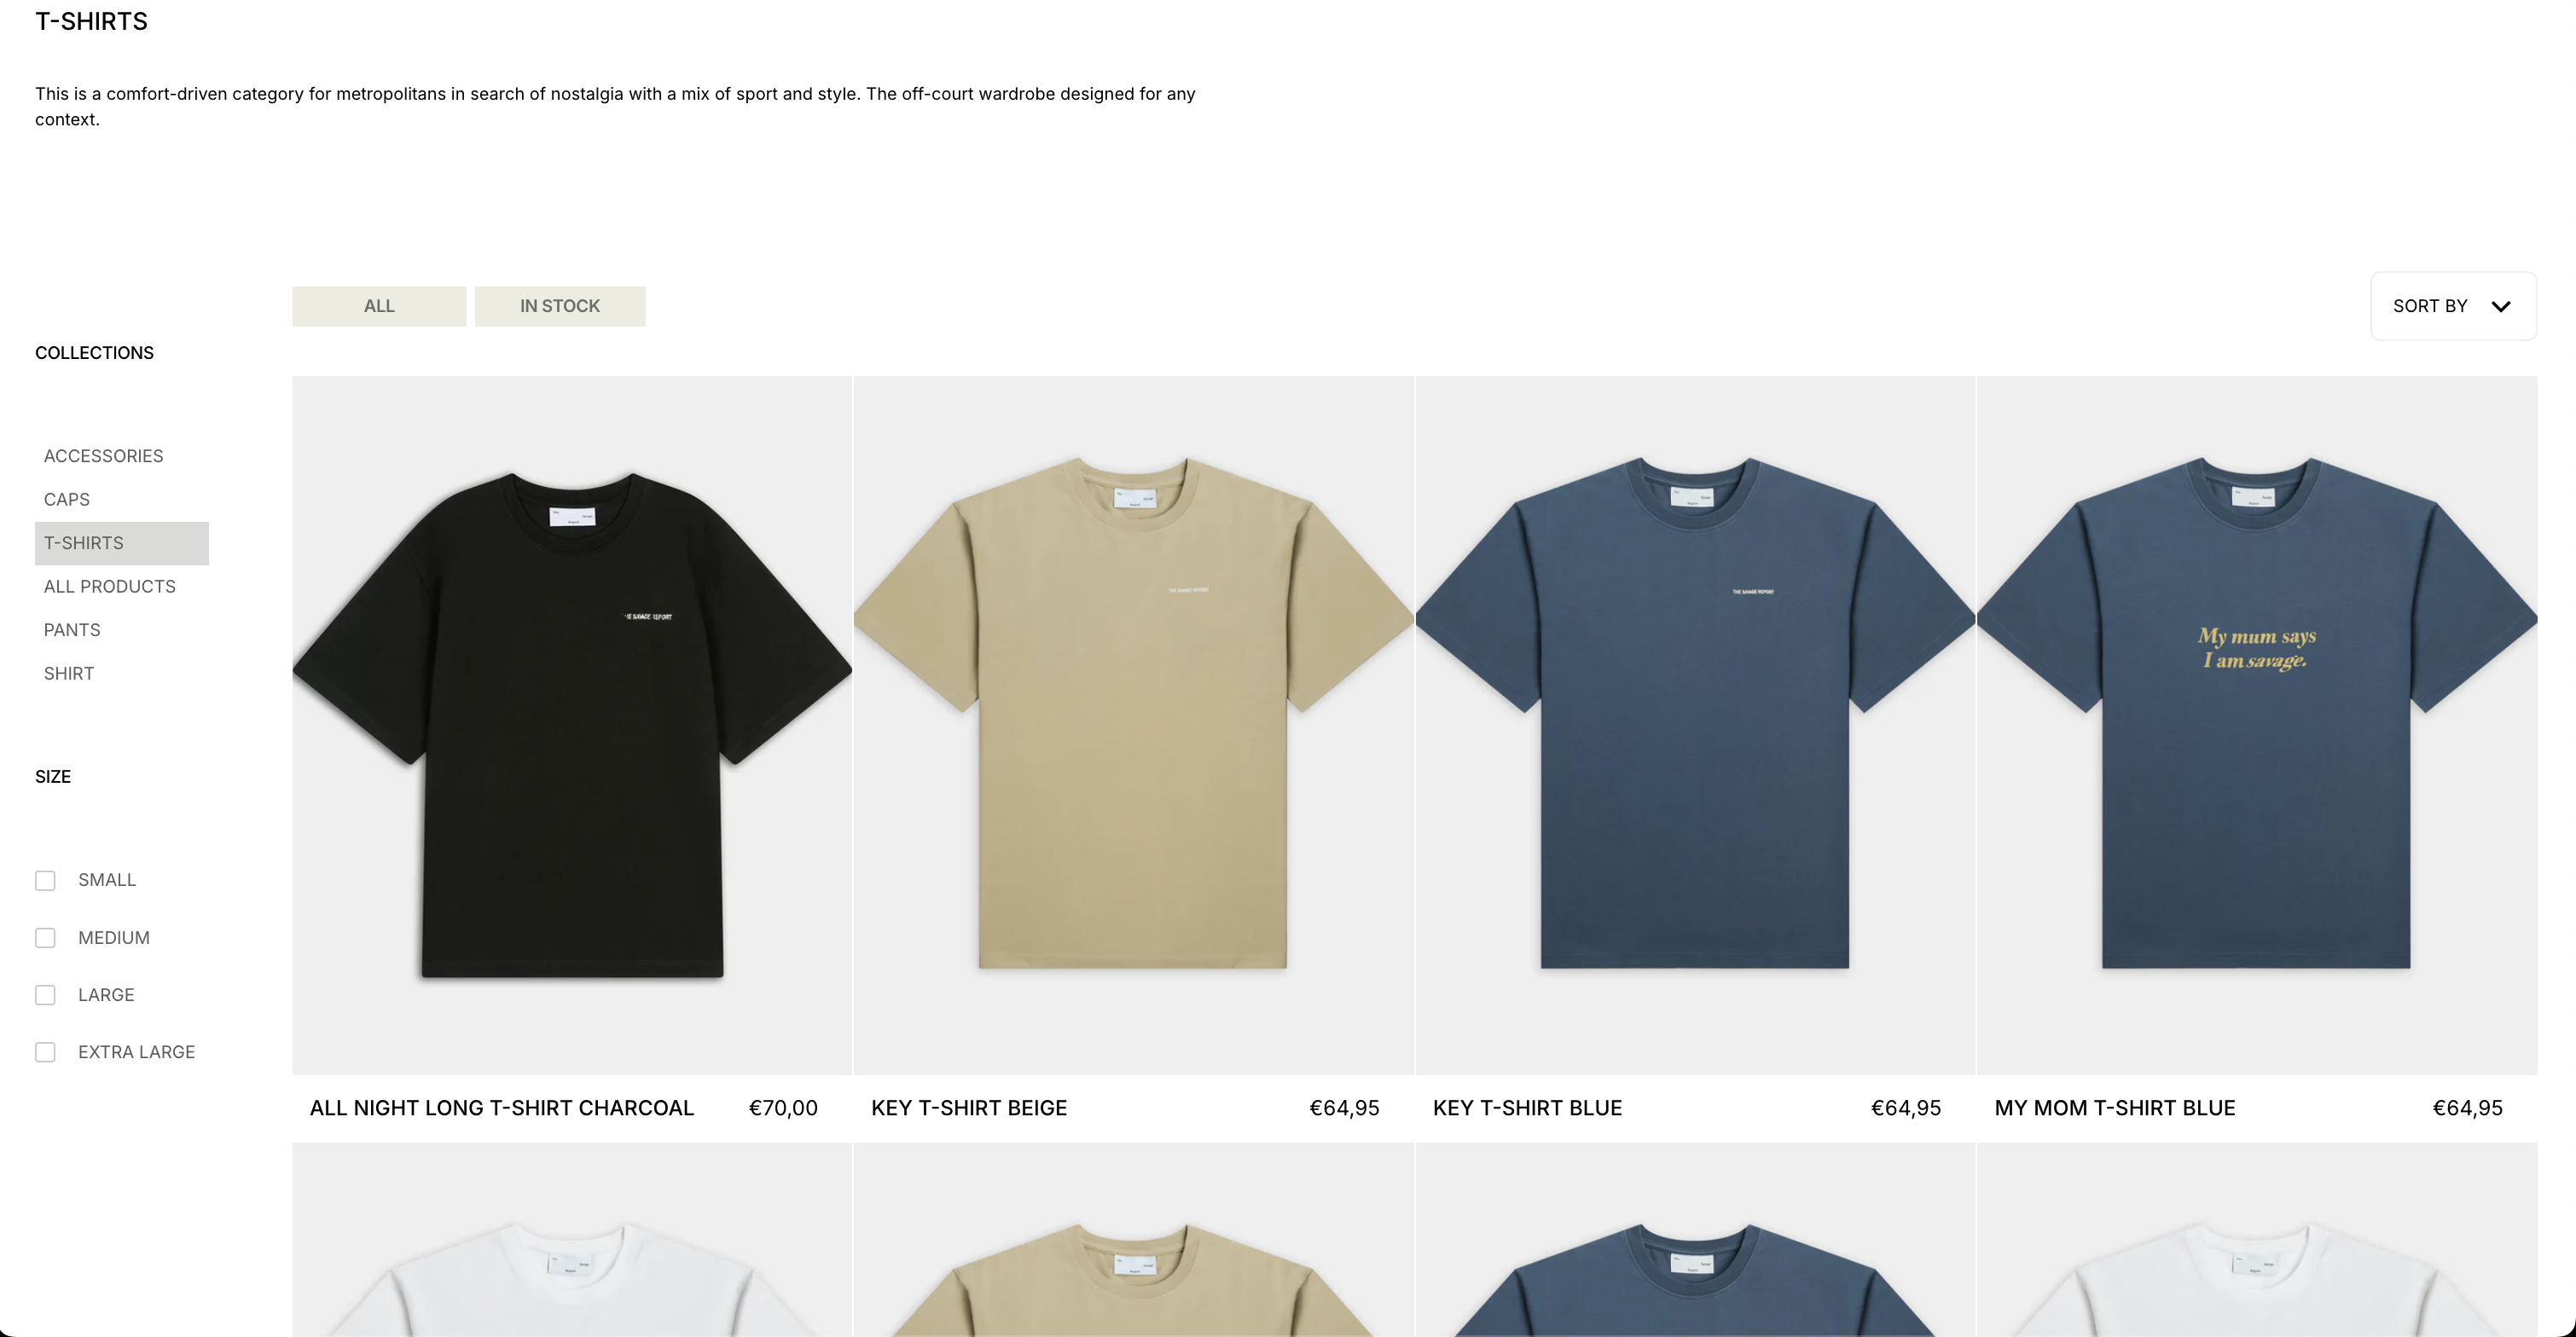 T-SHIRTS
This is a comfort-driven category for metropolitans in search of nostalgia with a mix of sport and style. The off-court wardrobe designed for any
context.
ALL
IN STOCK
SORT BY
COLLECTIONS
ACCESSORIES
CAPS
T-SHIRTS
ALL PRODUCTS
PANTS
SHIRT
SIZE
SMALL
MEDIUM
LARGE
EXTRA LARGE
THE SAVAGE REPORT
THE SAVAGE REPORT
My mum says
I am savage.
ALL NIGHT LONG T-SHIRT CHARCOAL
€70,00
KEY T-SHIRT BEIGE
€64,95
KEY T-SHIRT BLUE
€64,95
MY MOM T-SHIRT BLUE
€64,95